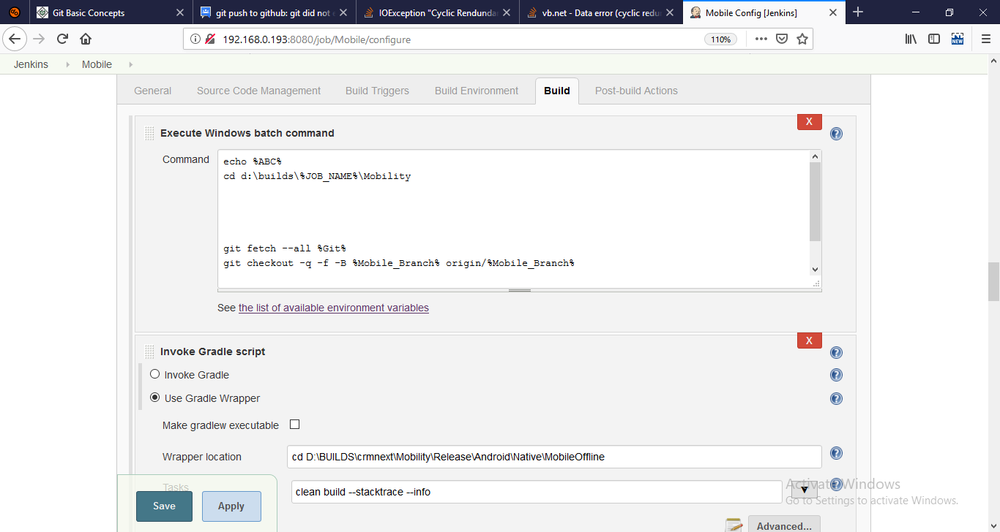 Git Basic Concepts
git push to github: git did not e
IOException "Cyclic Rendunda
vb.net - Data error (cyclic redu
Mobile Config [Jenkins]
192.168.0.193:8080/job/Mobile/configure
110%
NEW
Jenkins
Mobile
General
Source Code Management
Build Triggers
Build Environment
Build
Post-build Actions
X
Execute Windows batch command
?
Command
echo %ABC%
cd d:\builds\%JOB_NAME%\Mobility
git fetch --all %Git%
git checkout -q -f -B %Mobile_Branch% origin/%Mobile_Branch%
See the list of available environment variables
X
Invoke Gradle script
?
Invoke Gradle
?
Use Gradle Wrapper
?
Make gradlew executable
Wrapper location
cd D:\BUILDS\crmnext\Mobility\Release\Android\Native\MobileOffline
?
Tasks
clean build --stacktrace --info
?
Activate Windows
Go to Settings to activate Windows.
Save
Apply
Advanced...